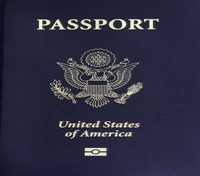 PASSPORT
United States
of America